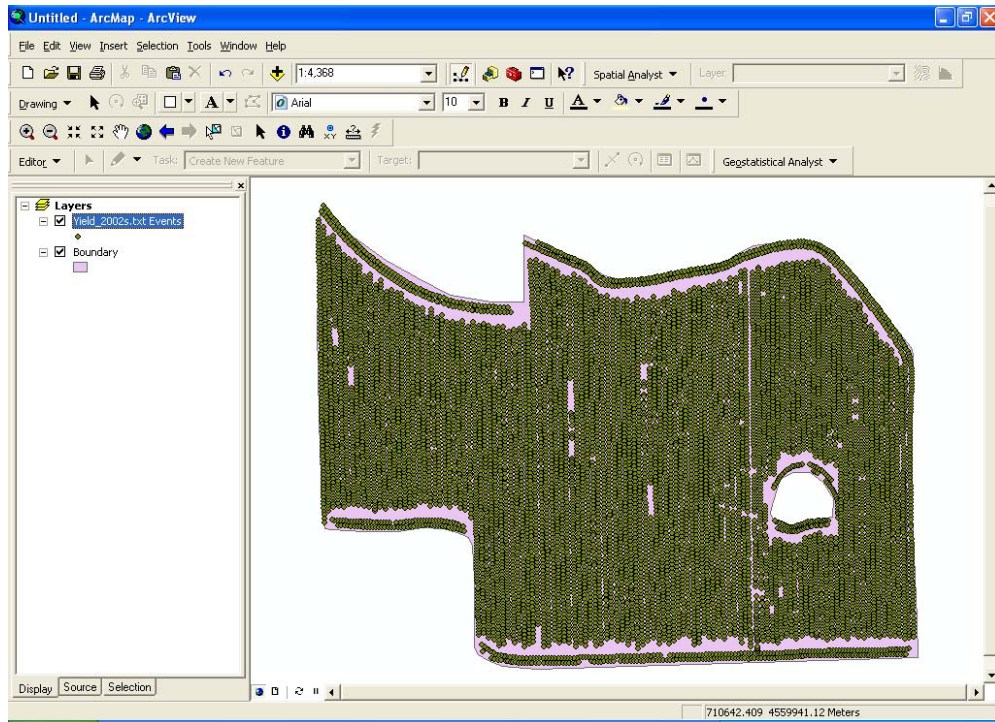 Untitled - ArcMap - ArcView
File Edit View Insert Selection Tools Window Help
1:4,368 Spatial Analyst Layer:
Drawing A Arial 10 B I U A
Editor Task: Create New Feature Target: Geostatistical Analyst
Layers
Yield_2002s.txt Events
Boundary
Display Source Selection
710642.409 4559941.12 Meters